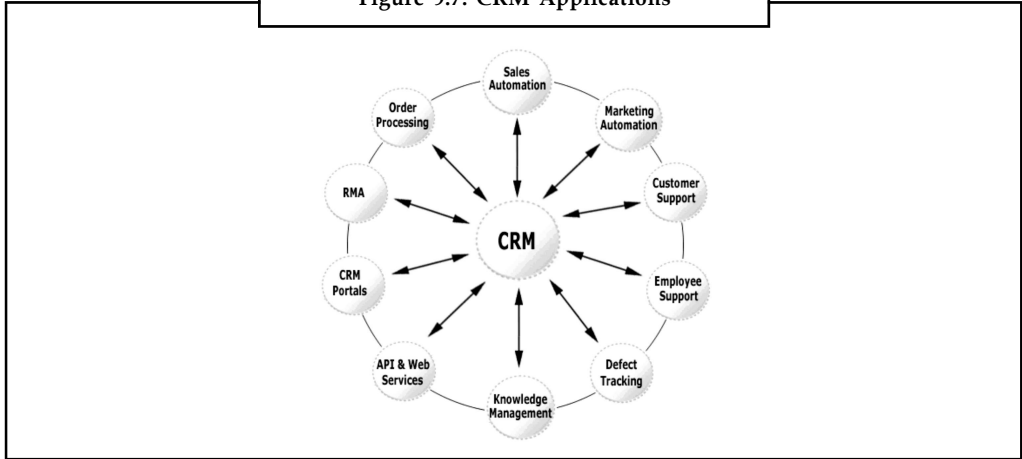 Figure 9.7: CRM Applications
Sales
Automation
Marketing
Automation
Customer
Support
Employee
Support
Defect
Tracking
Knowledge
Management
API & Web
Services
CRM
Portals
RMA
Order
Processing
CRM